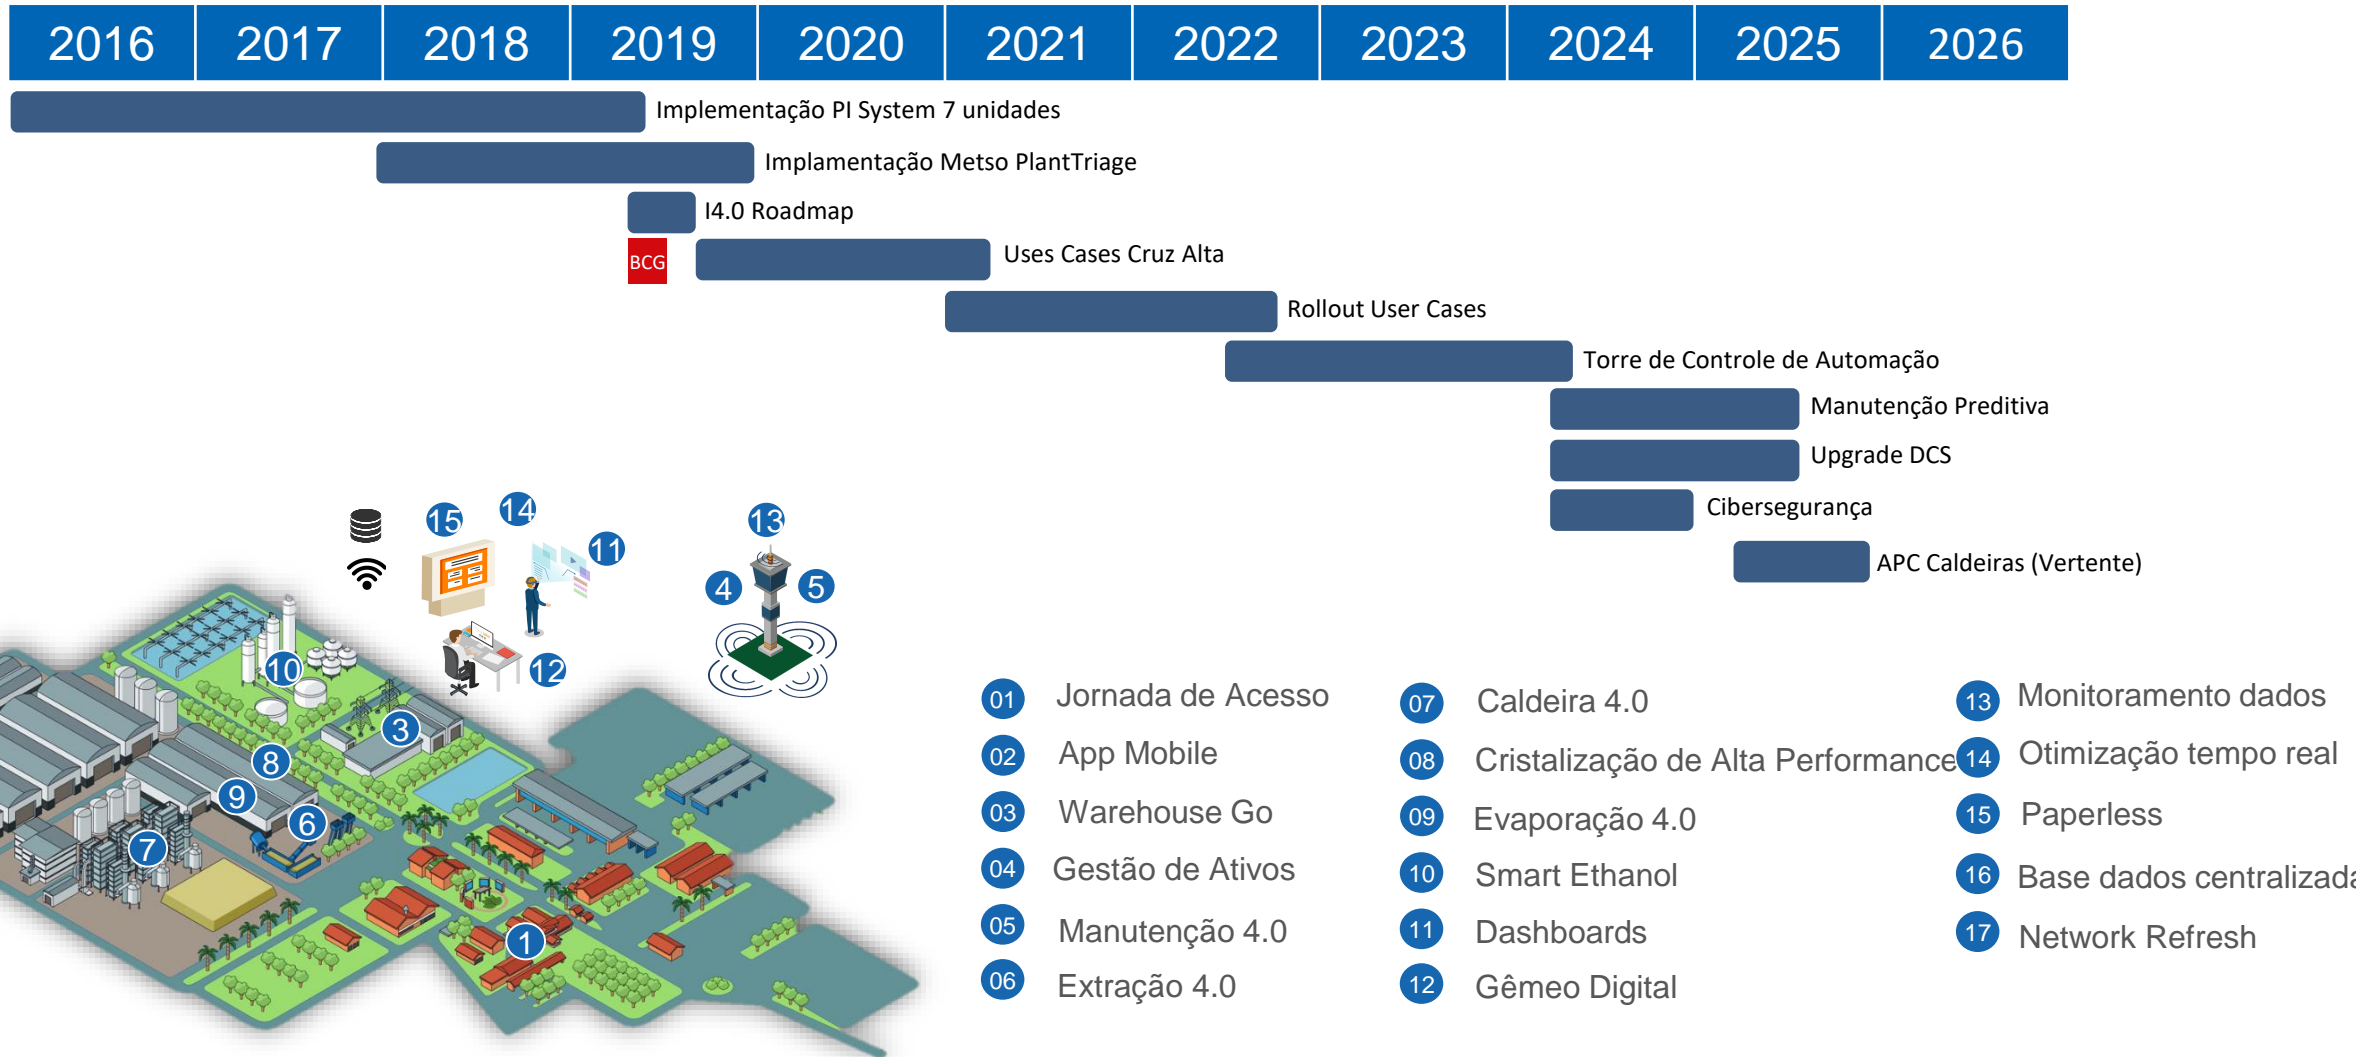 2016 2017 2018 2019 2020 2021 2022 2023 2024 2025 2026
Implementação PI System 7 unidades
Implamentação Metso PlantTriage
I4.0 Roadmap
BCG
Uses Cases Cruz Alta
Rollout User Cases
Torre de Controle de Automação
Manutenção Preditiva
Upgrade DCS
Cibersegurança
APC Caldeiras (Vertente)
15
14
11
13
4
5
12
10
3
8
9
6
7
1
01 Jornada de Acesso
02 App Mobile
03 Warehouse Go
04 Gestão de Ativos
05 Manutenção 4.0
06 Extração 4.0
07 Caldeira 4.0
08 Cristalização de Alta Performance
09 Evaporação 4.0
10 Smart Ethanol
11 Dashboards
12 Gêmeo Digital
13 Monitoramento dados
14 Otimização tempo real
15 Paperless
16 Base dados centralizada
17 Network Refresh